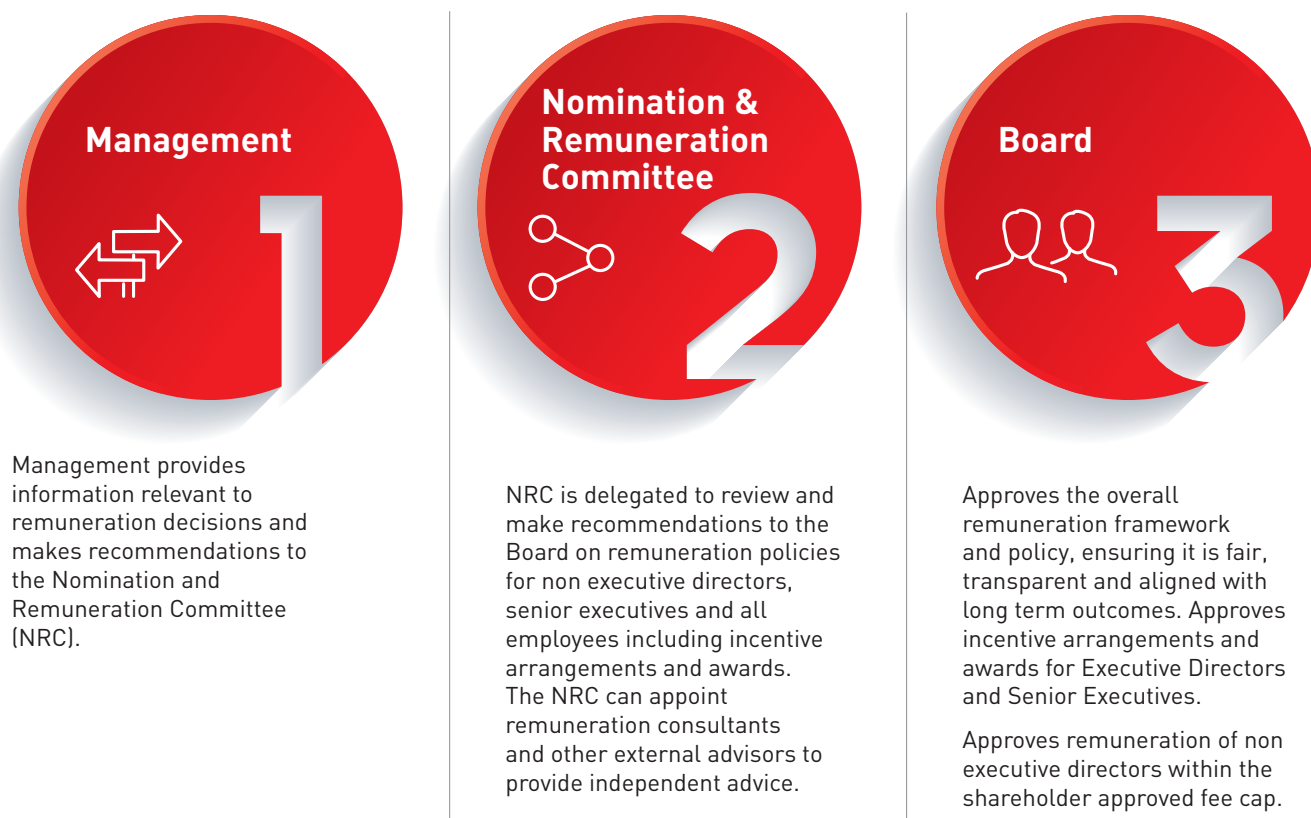 Management
1
Management provides
information relevant to
remuneration decisions and
makes recommendations to
the Nomination and
Remuneration Committee
(NRC).
Nomination &
Remuneration
Committee
2
NRC is delegated to review and
make recommendations to the
Board on remuneration policies
for non executive directors,
senior executives and all
employees including incentive
arrangements and awards.
The NRC can appoint
remuneration consultants
and other external advisors to
provide independent advice.
Board
3
Approves the overall
remuneration framework
and policy, ensuring it is fair,
transparent and aligned with
long term outcomes. Approves
incentive arrangements and
awards for Executive Directors
and Senior Executives.
Approves remuneration of non
executive directors within the
shareholder approved fee cap.